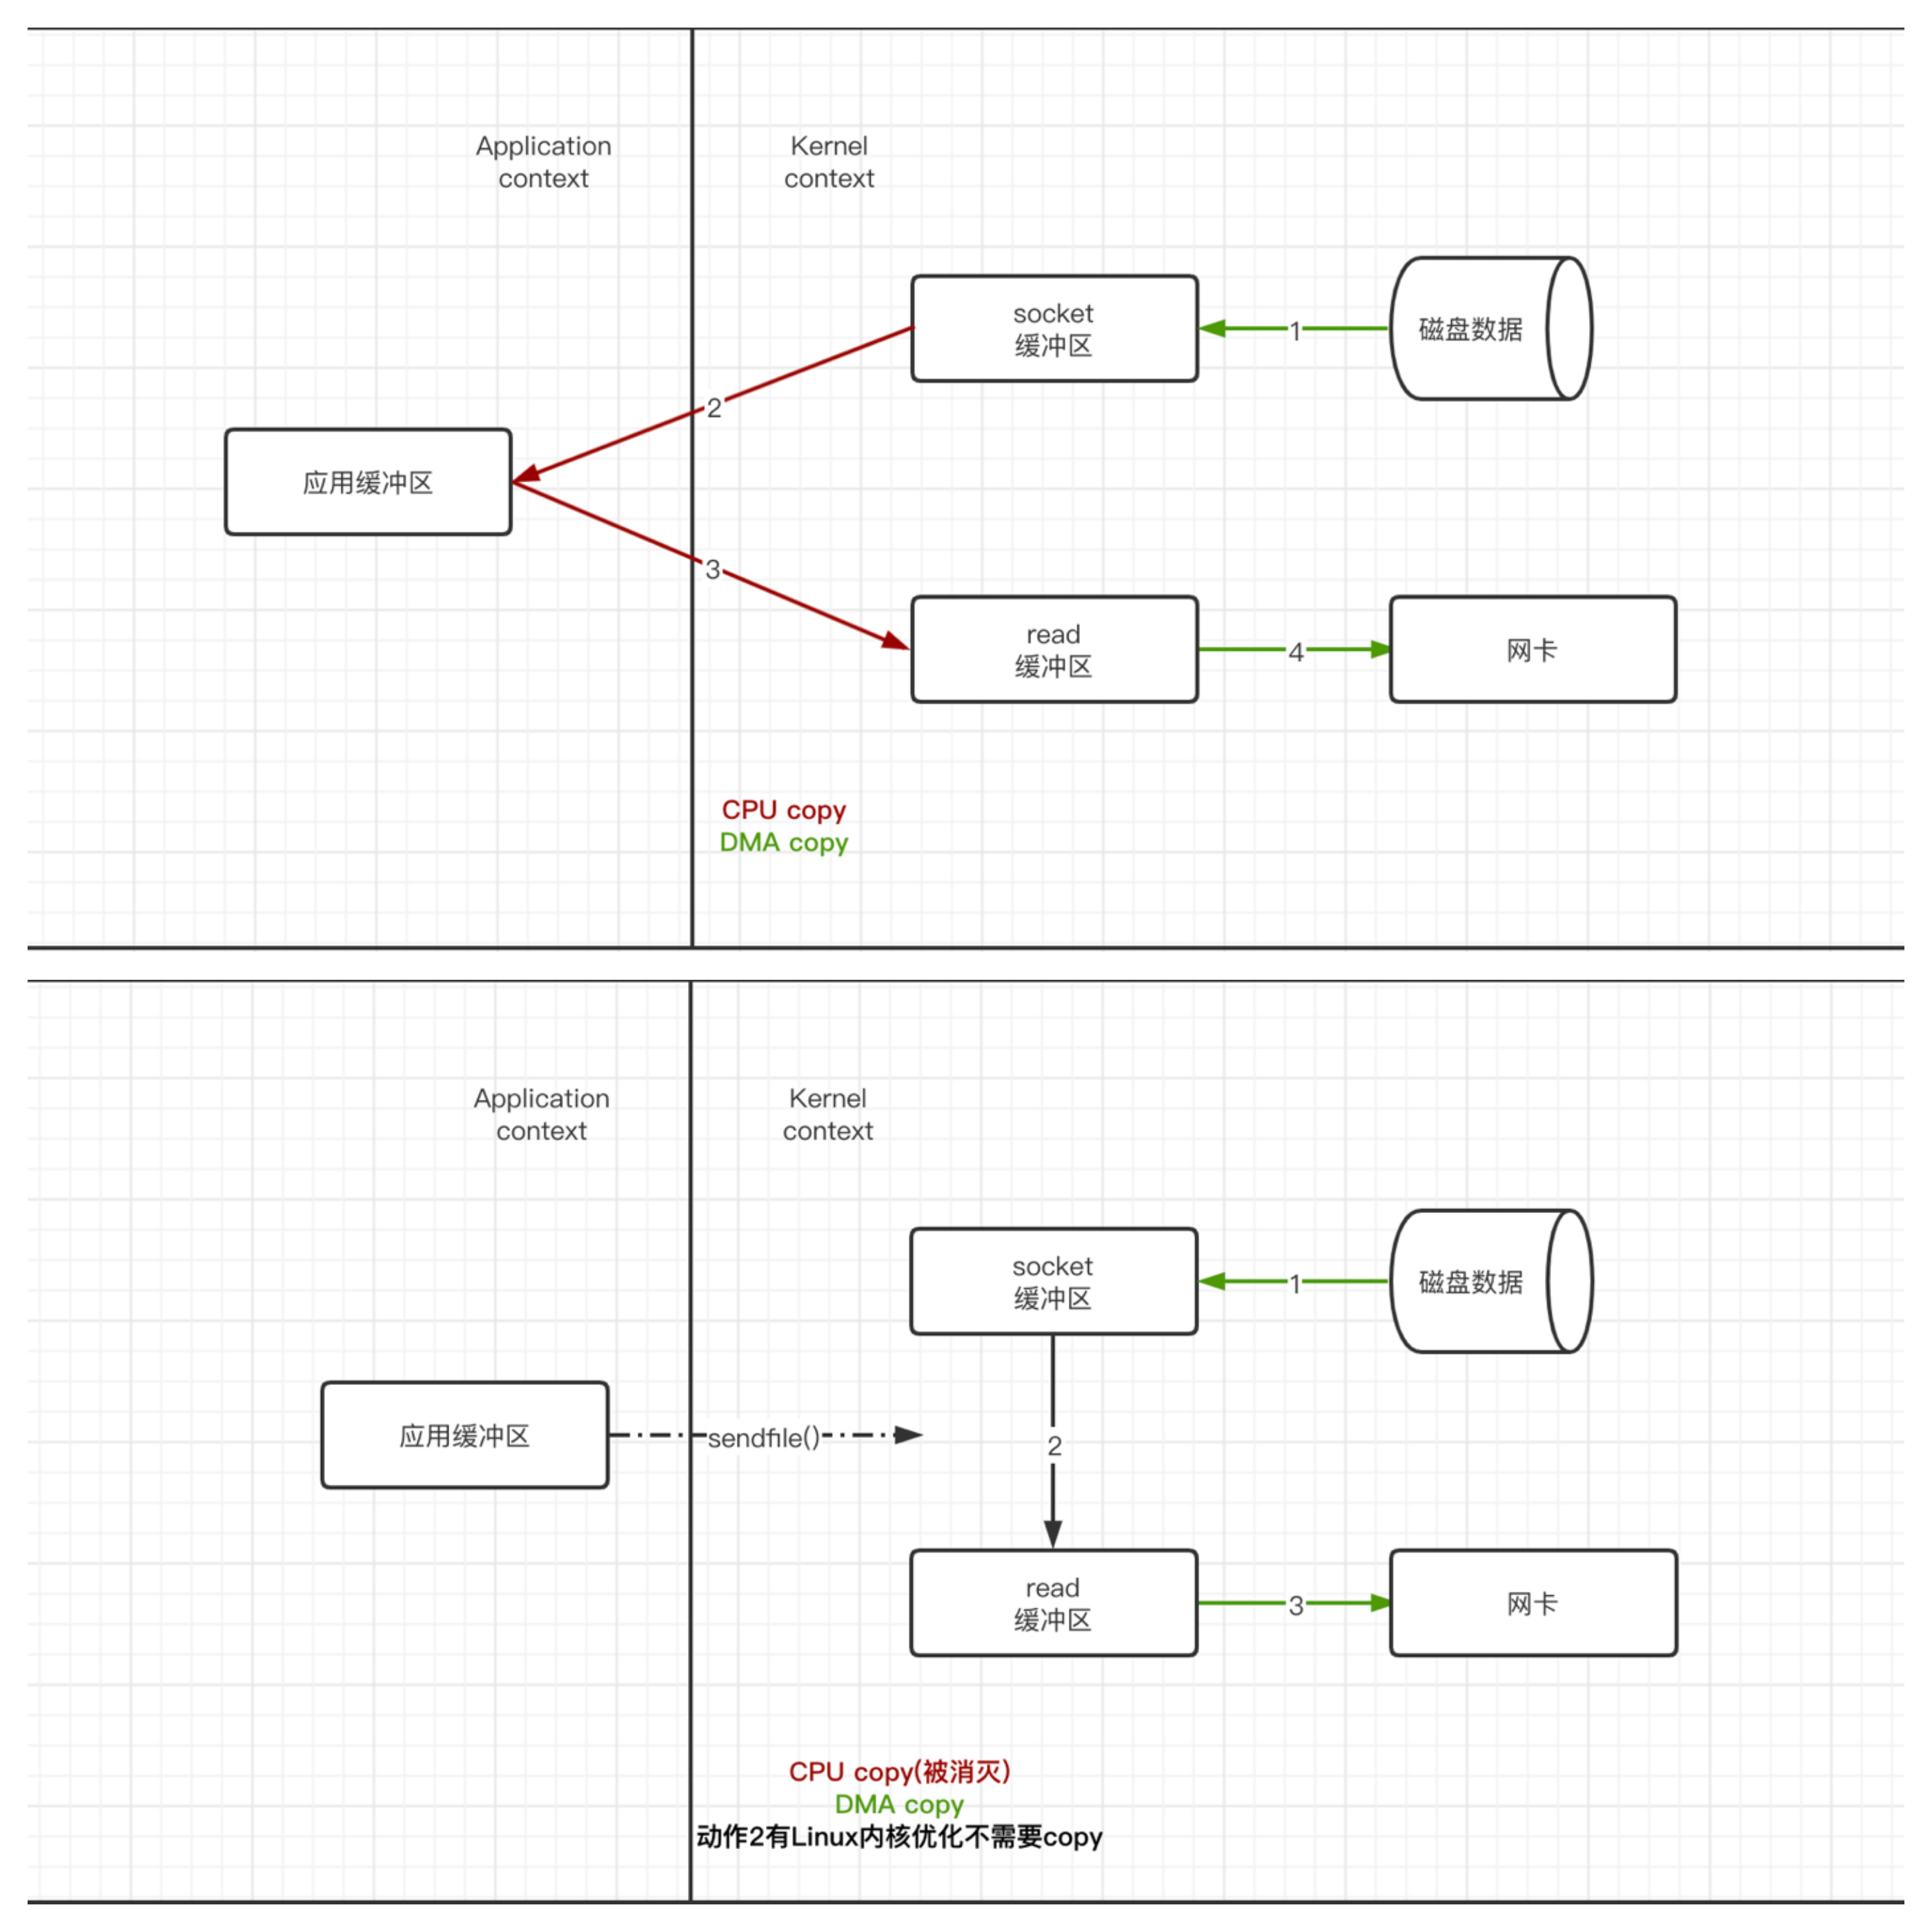 Application
context
Kernel
context
socket
缓冲区
1
磁盘数据
2
应用缓冲区
3
read
缓冲区
4
网卡
CPU copy
DMA copy
Application
context
Kernel
context
socket
缓冲区
1
磁盘数据
应用缓冲区
sendfile()
2
read
缓冲区
3
网卡
CPU copy(被消灭)
DMA copy
动作2有Linux内核优化不需要copy